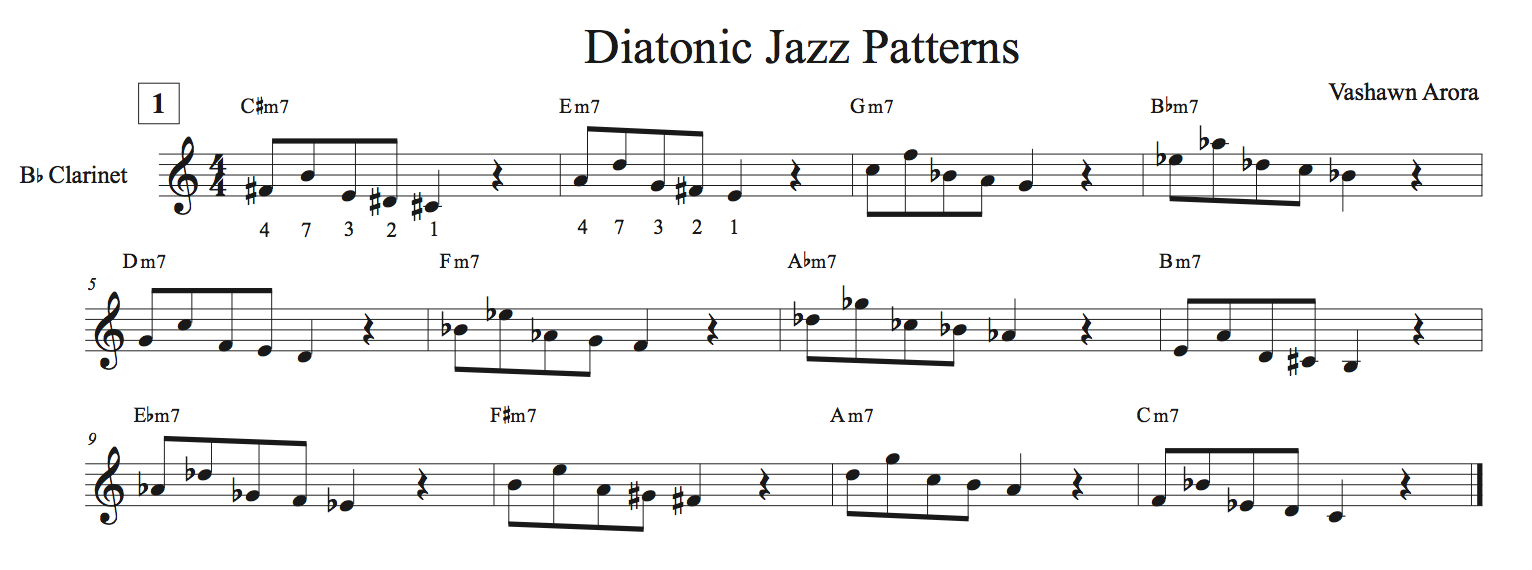 Diatonic Jazz Patterns
Vashawn Arora
1
C♯m7 Em7 Gm7 B♭m7
B♭ Clarinet
4 4
4 7 3 2 1 4 7 3 2 1
Dm7 Fm7 A♭m7 Bm7
5
E♭m7 F♯m7 Am7 Cm7
9